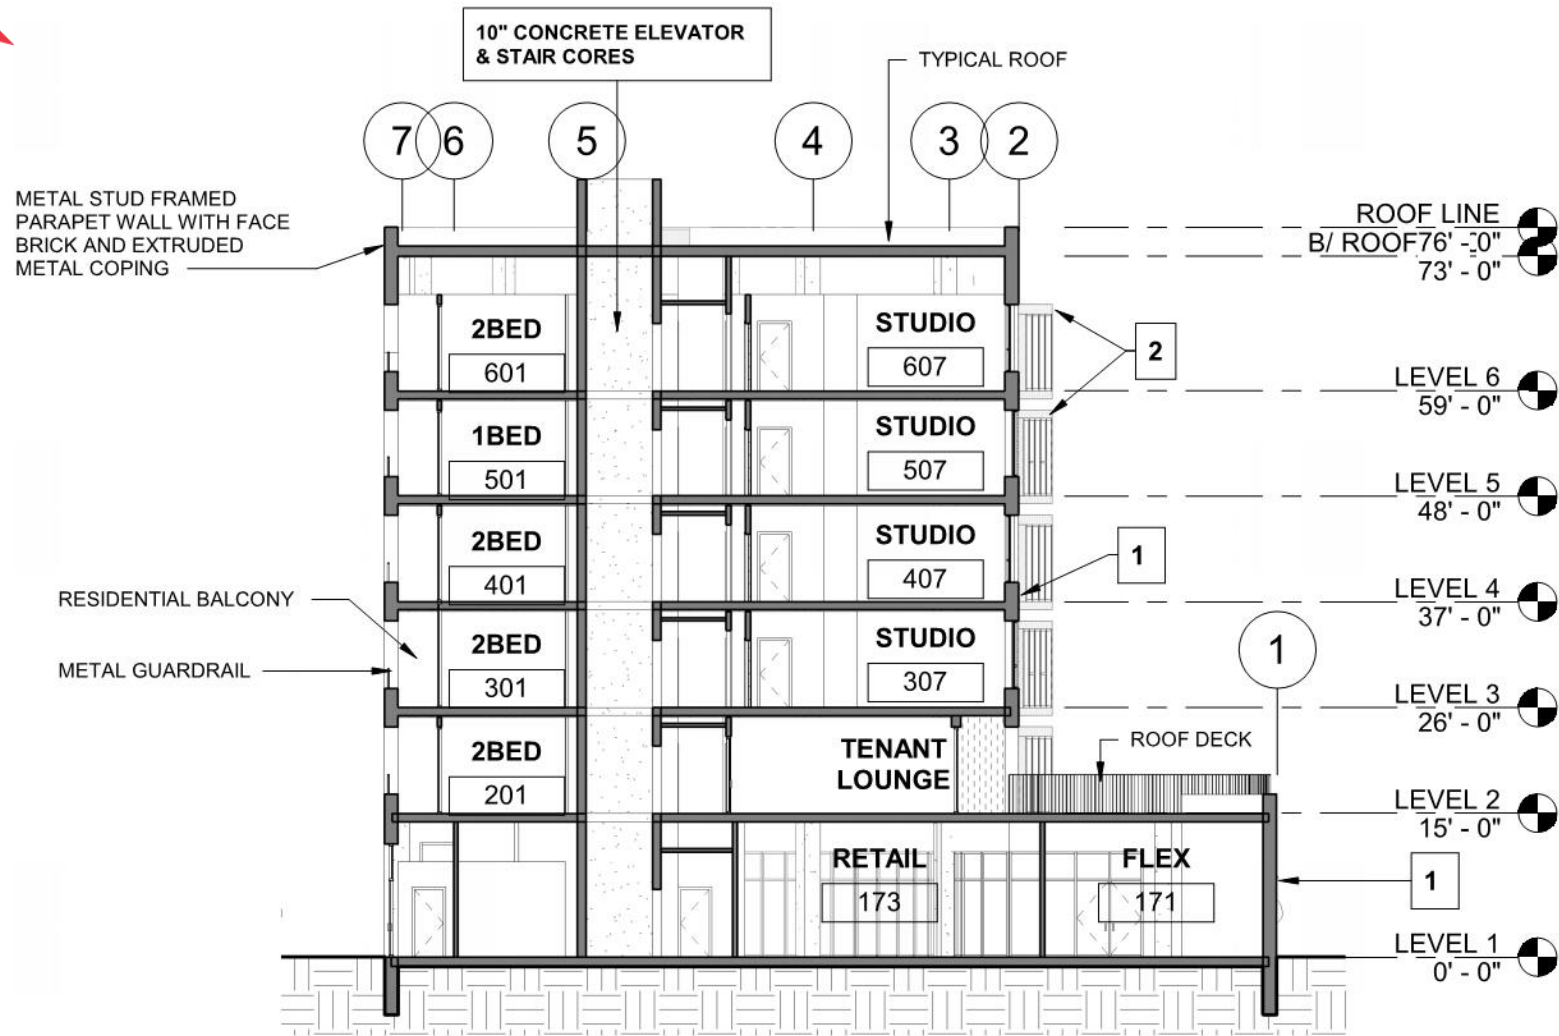 10" CONCRETE ELEVATOR
& STAIR CORES
TYPICAL ROOF
7
6
5
4
3
2
METAL STUD FRAMED
PARAPET WALL WITH FACE
BRICK AND EXTRUDED
METAL COPING
ROOF LINE
76' - 0"
B/ ROOF
73' - 0"
2BED
601
STUDIO
607
2
LEVEL 6
59' - 0"
1BED
501
STUDIO
507
LEVEL 5
48' - 0"
2BED
401
STUDIO
407
1
LEVEL 4
37' - 0"
RESIDENTIAL BALCONY
METAL GUARDRAIL
2BED
301
STUDIO
307
1
LEVEL 3
26' - 0"
2BED
201
TENANT
LOUNGE
ROOF DECK
LEVEL 2
15' - 0"
RETAIL
173
FLEX
171
1
LEVEL 1
0' - 0"